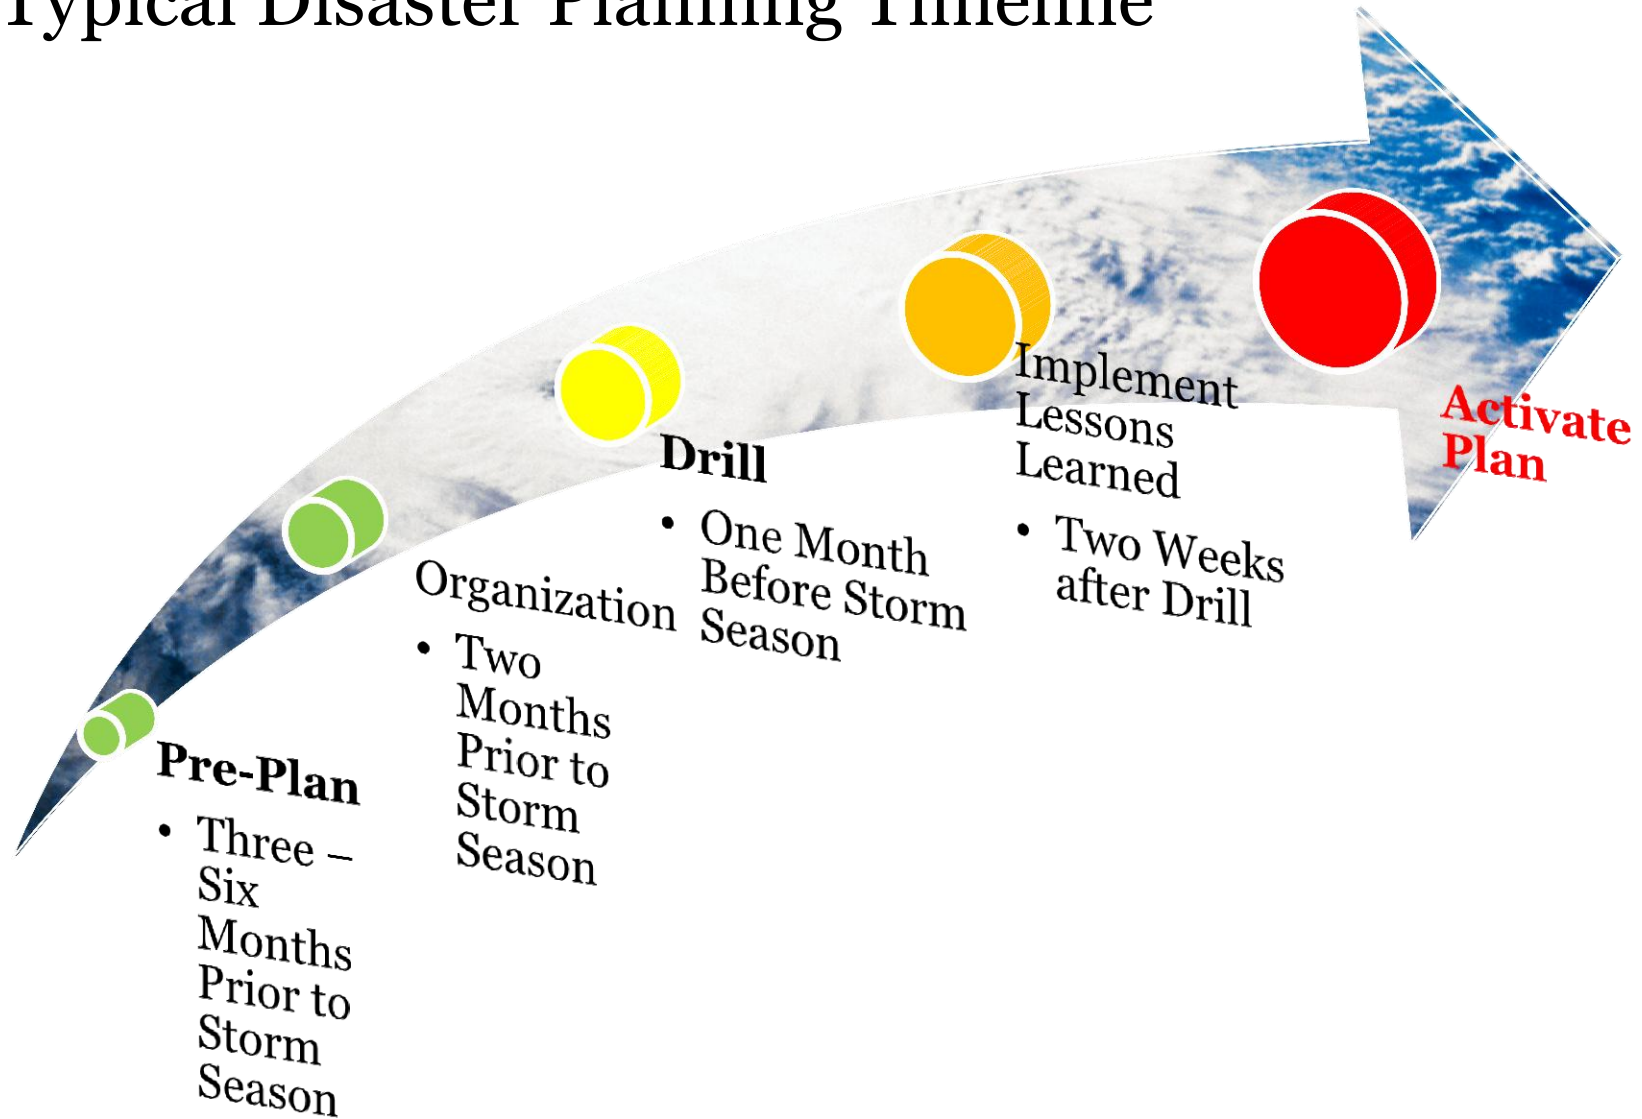 Typical Disaster Planning Timeline
Pre-Plan
• Three –
Six
Months
Prior to
Storm
Season
Organization
• Two
Months
Prior to
Storm
Season
Drill
• One Month
Before Storm
Season
Implement
Lessons
Learned
• Two Weeks
after Drill
Activate
Plan